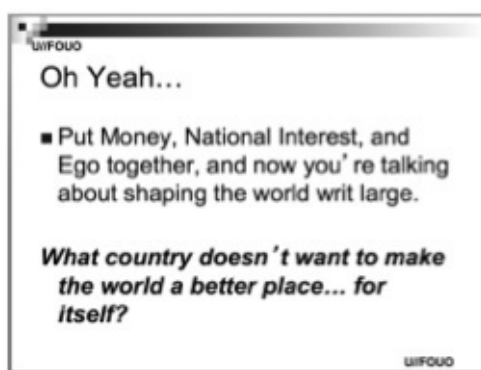 U//FOUO
Oh Yeah...
■ Put Money, National Interest, and
Ego together, and now you're talking
about shaping the world writ large.
What country doesn't want to make
the world a better place... for
itself?
U//FOUO